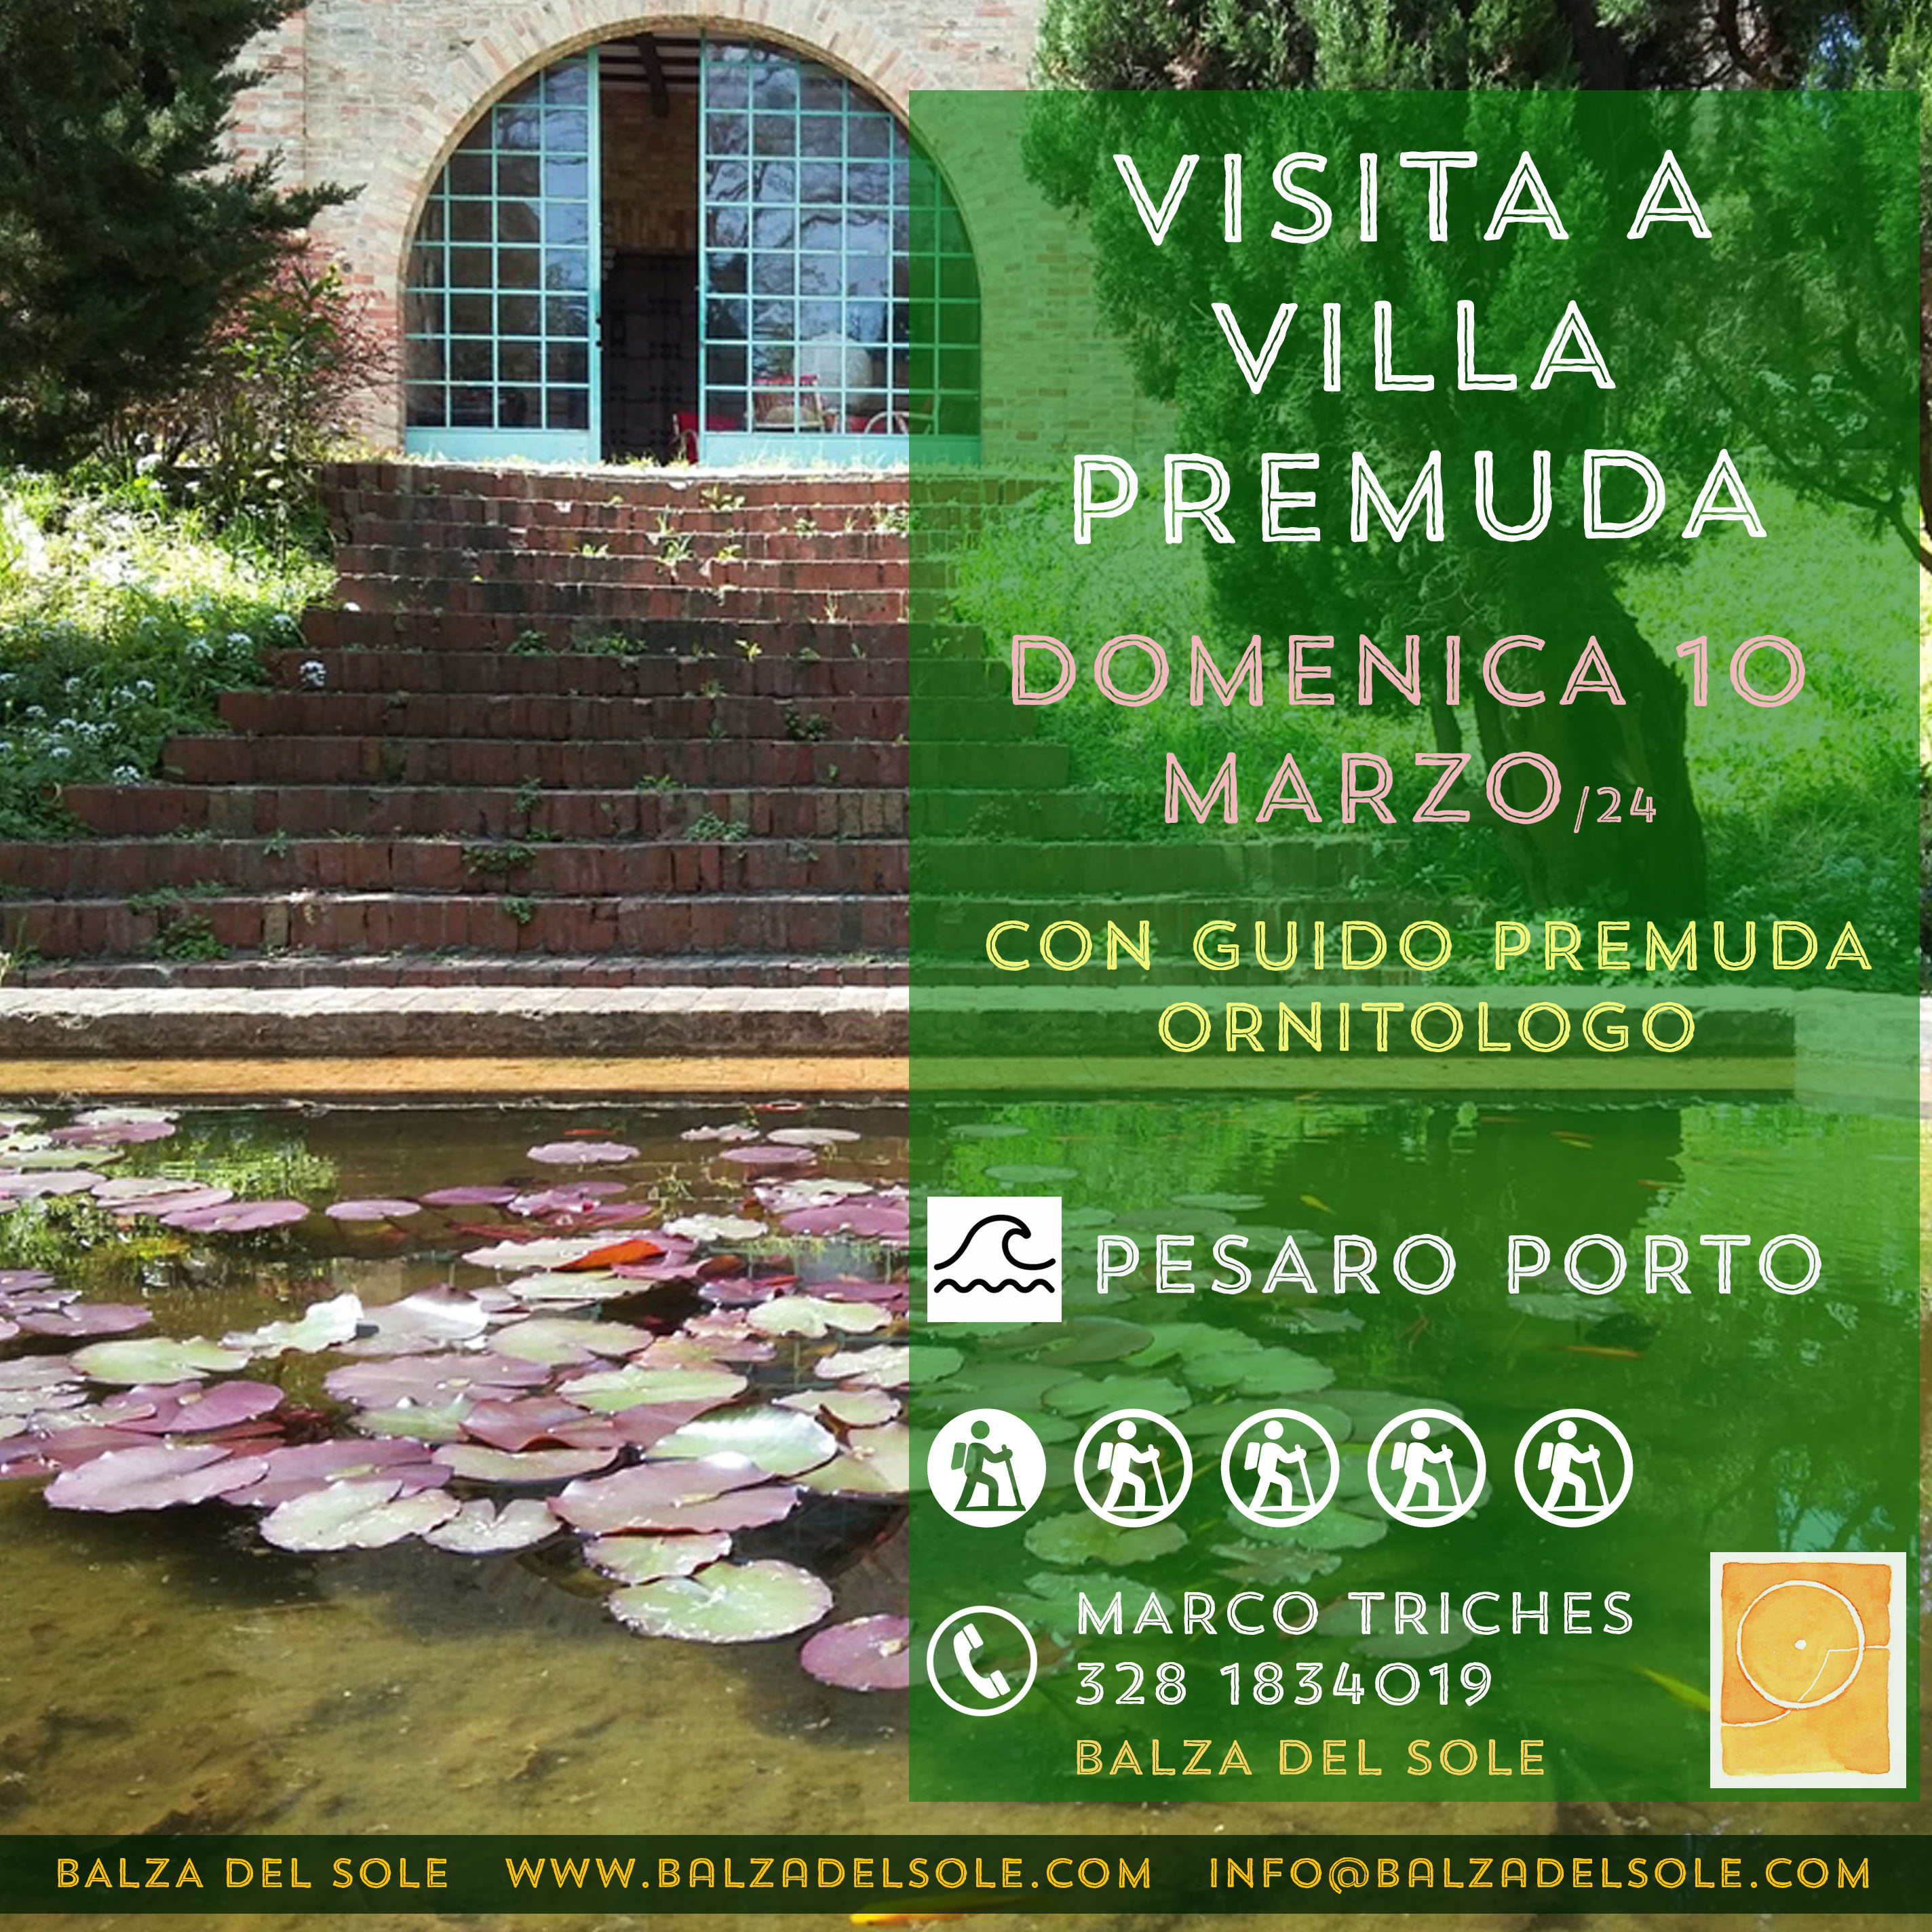 VISITA A
VILLA
PREMUDA
DOMENICA 10
MARZO/24
CON GUIDO PREMUDA
ORNITOLOGO
PESARO PORTO
MARCO TRICHES
328 1834019
BALZA DEL SOLE
BALZA DEL SOLE WWW.BALZADELSOLE.COM INFO@BALZADELSOLE.COM